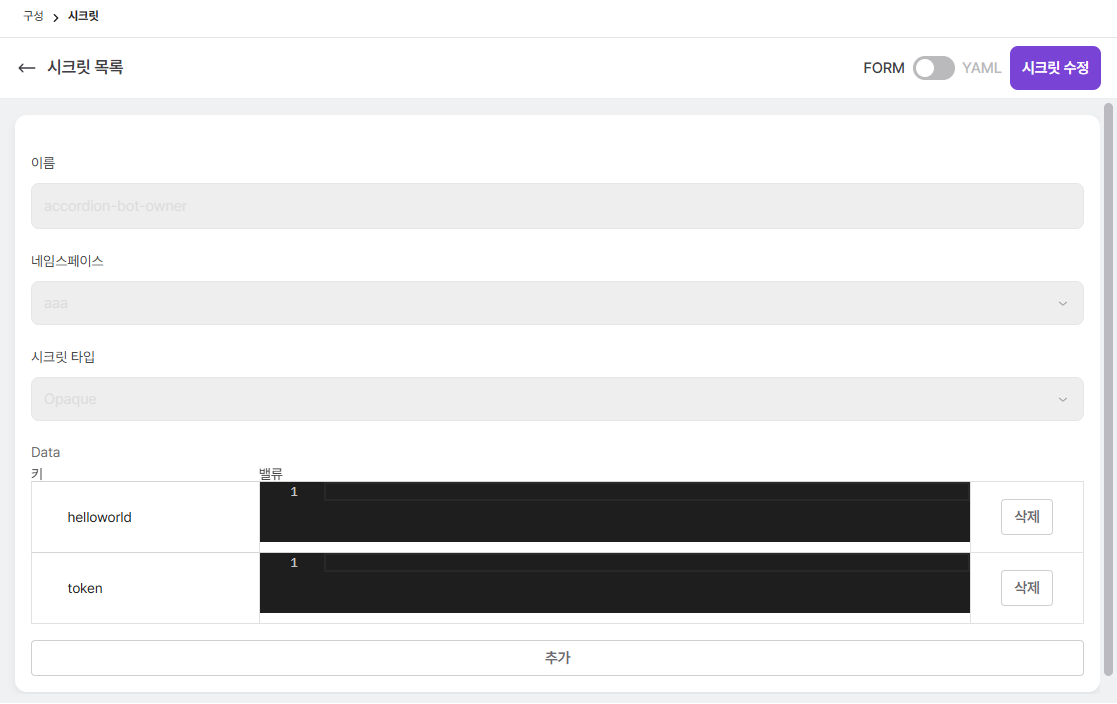 구성 > 시크릿
← 시크릿 목록
FORM YAML 시크릿 수정
이름
accordion-bot-owner
네임스페이스
aaa
시크릿 타입
Opaque
Data
키 밸류
helloworld 1 삭제
token 1 삭제
추가